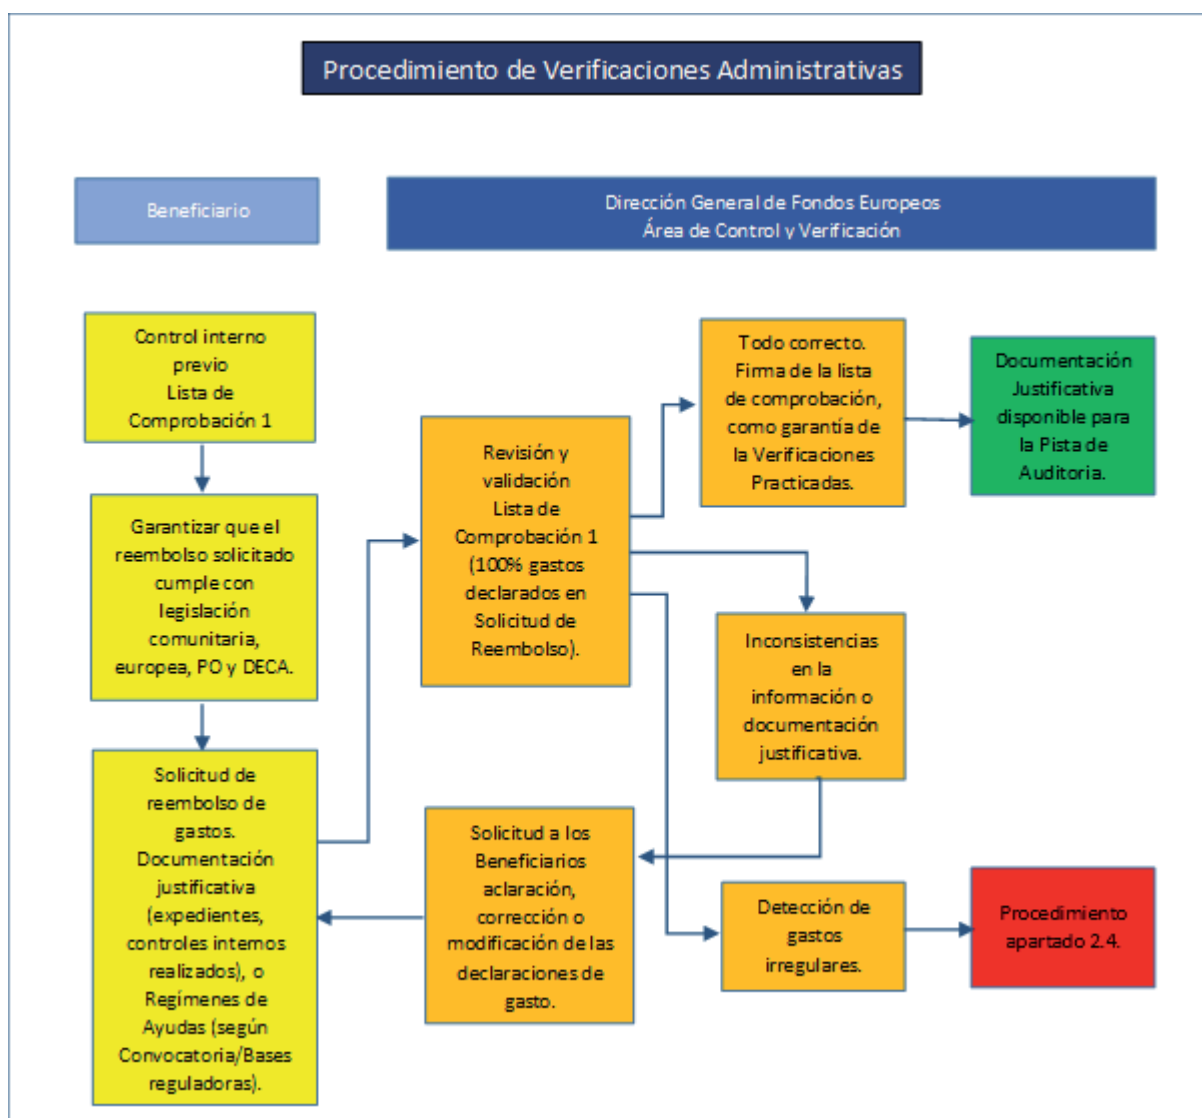 Procedimiento de Verificaciones Administrativas
Beneficiario
Dirección General de Fondos Europeos
Área de Control y Verificación
Control interno
previo
Lista de
Comprobación 1
Garantizar que el
reembolso solicitado
cumple con
legislación
comunitaria,
europea, PO y DECA.
Solicitud de
reembolso de
gastos.
Documentación
justificativa
(expedientes,
controles internos
realizados), o
Regímenes de
Ayudas (según
Convocatoria/Bases
reguladoras).
Revisión y
validación
Lista de
Comprobación 1
(100% gastos
declarados en
Solicitud de
Reembolso).
Todo correcto.
Firma de la lista
de comprobación,
como garantía de
la Verificaciones
Practicadas.
Documentación
Justificativa
disponible para
la Pista de
Auditoria.
Inconsistencias
en la
información o
documentación
justificativa.
Solicitud a los
Beneficiarios
aclaración,
corrección o
modificación de las
declaraciones de
gasto.
Detección de
gastos
irregulares.
Procedimiento
apartado 2.4.